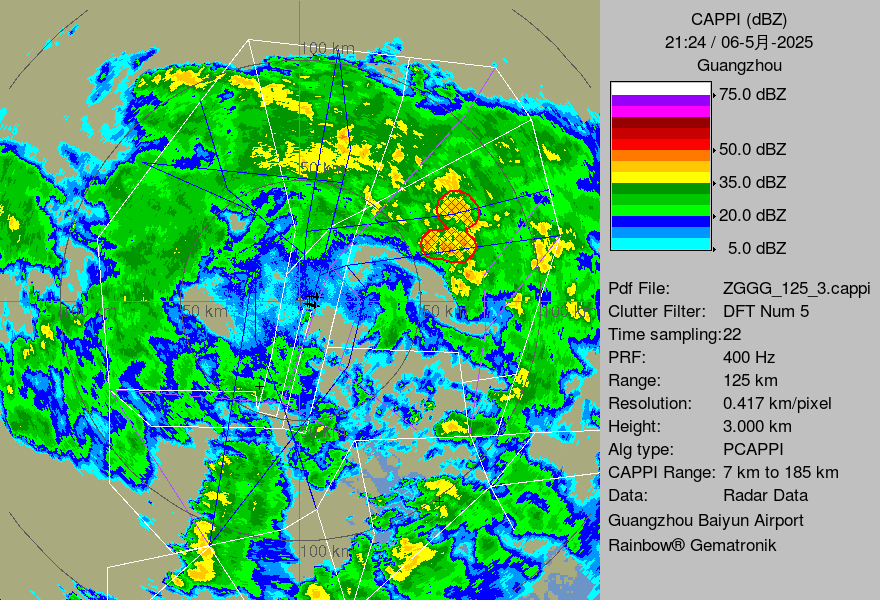 CAPPI (dBZ)
21:24 / 06-5月-2025
Guangzhou
75.0 dBZ
50.0 dBZ
35.0 dBZ
20.0 dBZ
5.0 dBZ
Pdf File: ZGGG_125_3.cappi
Clutter Filter: DFT Num 5
Time sampling:22
PRF: 400 Hz
Range: 125 km
Resolution: 0.417 km/pixel
Height: 3.000 km
Alg type: PCAPPI
CAPPI Range: 7 km to 185 km
Data: Radar Data
Guangzhou Baiyun Airport
Rainbow® Gematronik
100 km
50 km
50 km
50 km
100 km